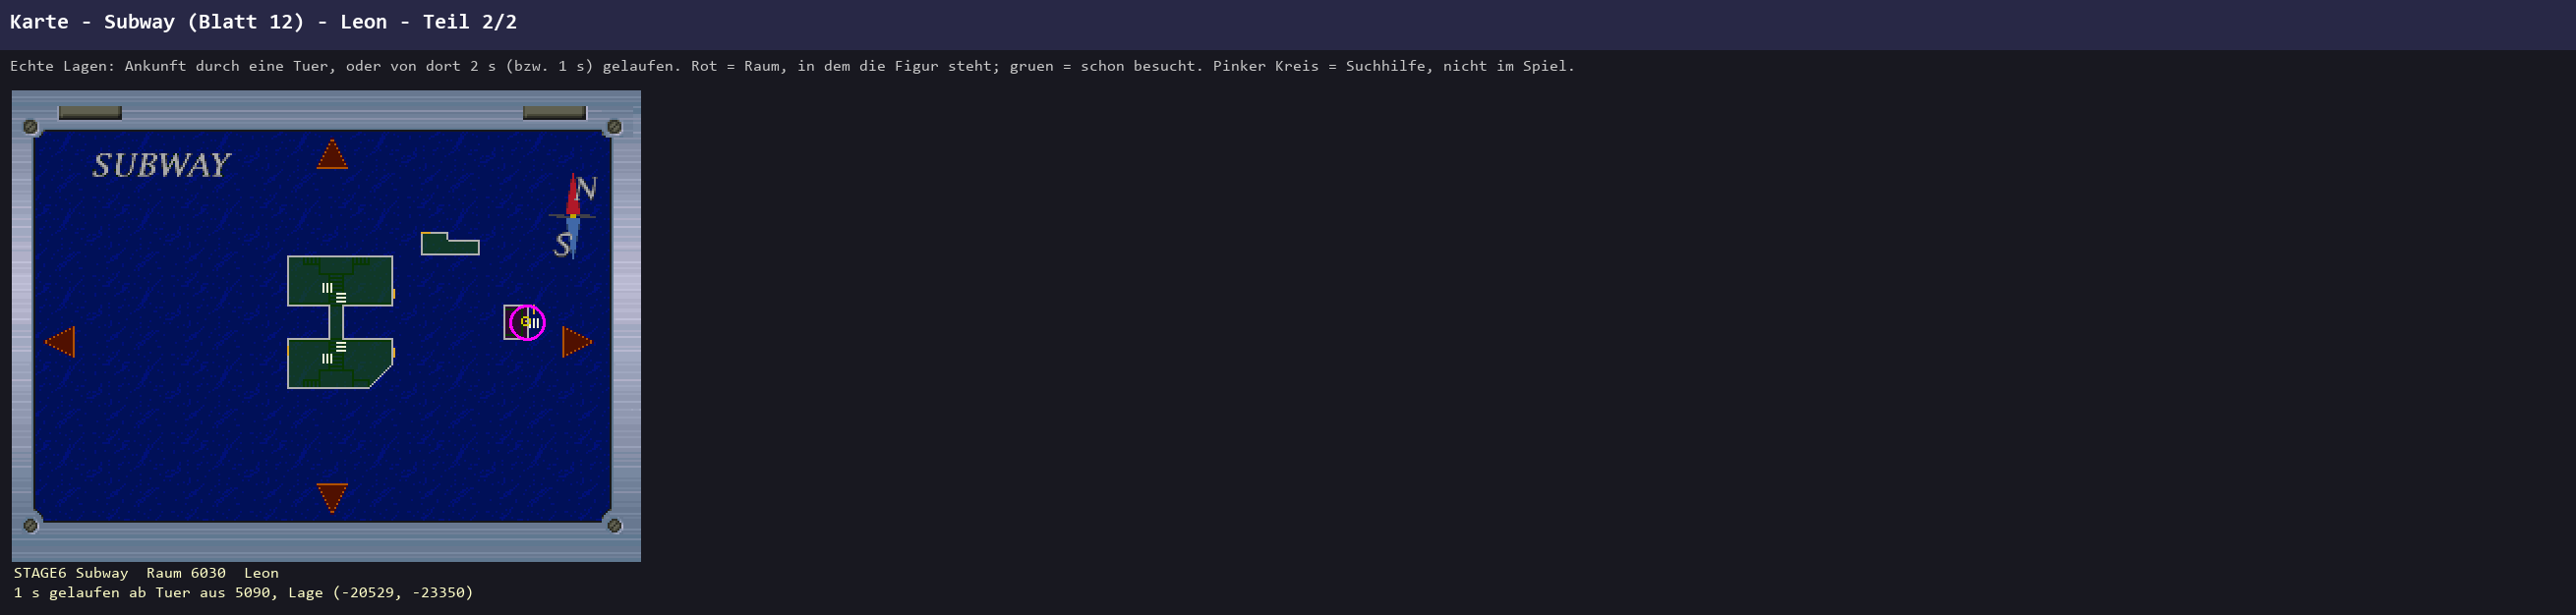 Karte - Subway (Blatt 12) - Leon - Teil 2/2
Echte Lagen: Ankunft durch eine Tuer, oder von dort 2 s (bzw. 1 s) gelaufen. Rot = Raum, in dem die Figur steht; gruen = schon besucht. Pinker Kreis = Suchhilfe, nicht im Spiel.
SUBWAY
N
S
STAGE6 Subway  Raum 6030  Leon
1 s gelaufen ab Tuer aus 5090, Lage (-20529, -23350)